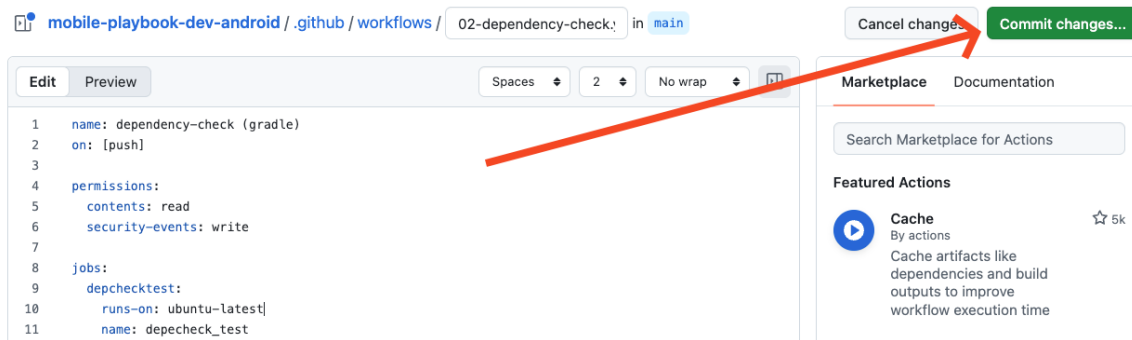 mobile-playbook-dev-android / .github / workflows / 02-dependency-check.y in main
Cancel changes
Commit changes...
Edit Preview
Spaces 2 No wrap
1 name: dependency-check (gradle)
2 on: [push]
3
4 permissions:
5 contents: read
6 security-events: write
7
8 jobs:
9 depchecktest:
10 runs-on: ubuntu-latest
11 name: depecheck_test
Marketplace Documentation
Search Marketplace for Actions
Featured Actions
Cache 5k
By actions
Cache artifacts like
dependencies and build
outputs to improve
workflow execution time